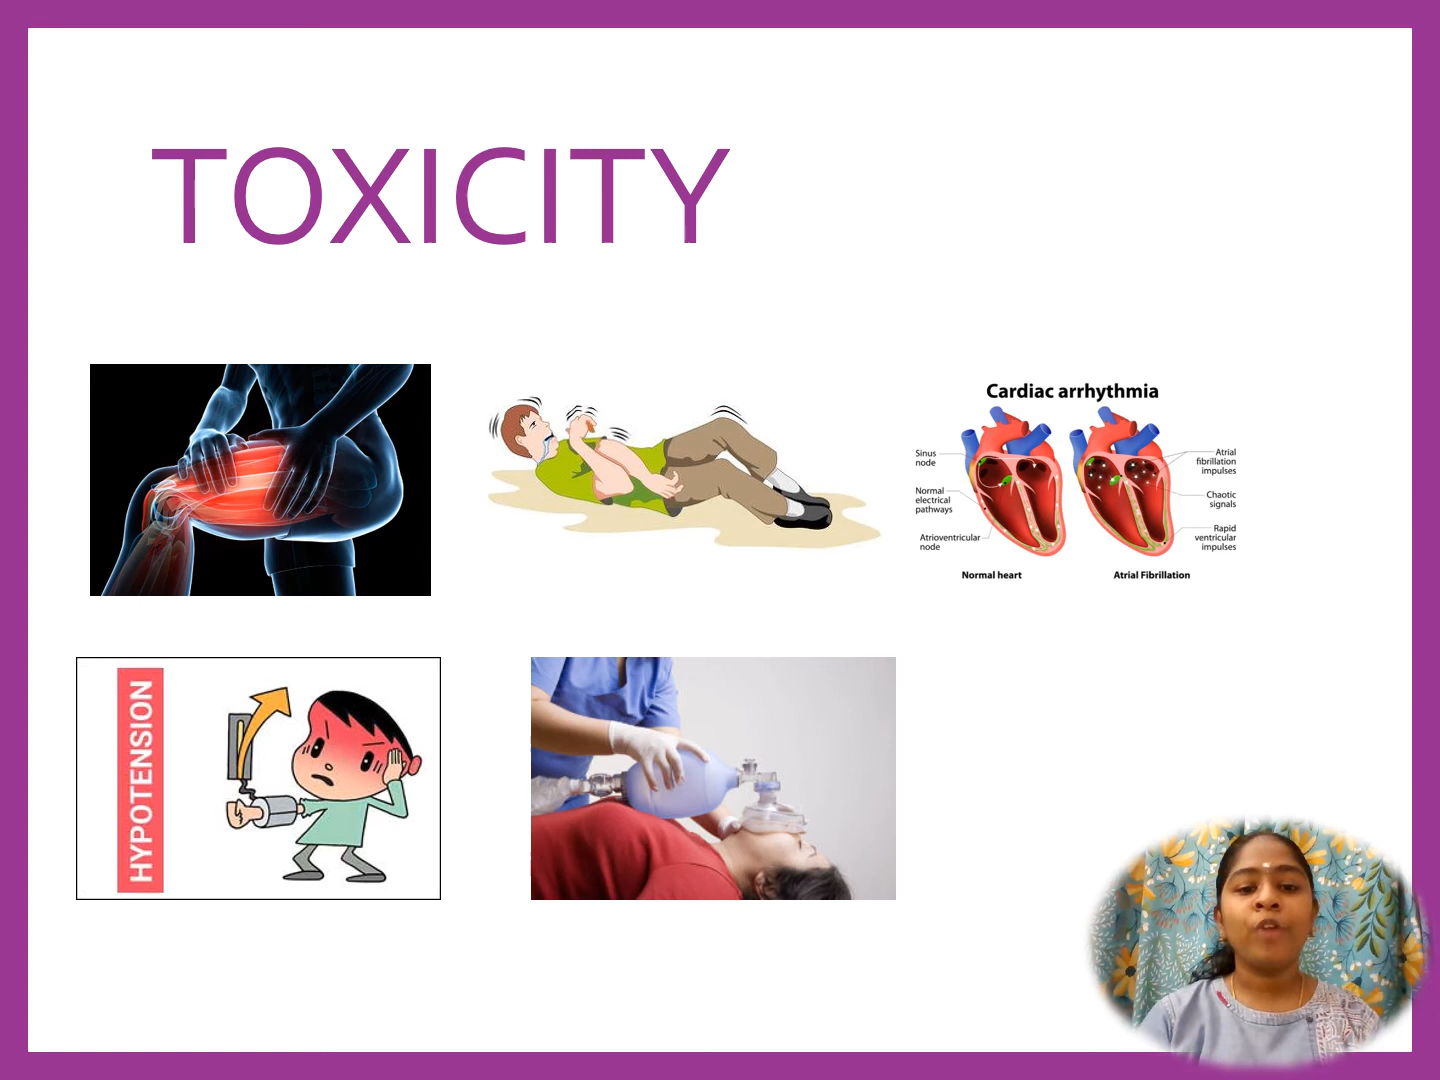 TOXICITY
Cardiac arrhythmia
Sinus
node
Normal
electrical
pathways
Atrioventricular
node
Atrial
fibrillation
impulses
Chaotic
signals
Rapid
ventricular
impulses
Normal heart
Atrial Fibrillation
HYPOTENSION